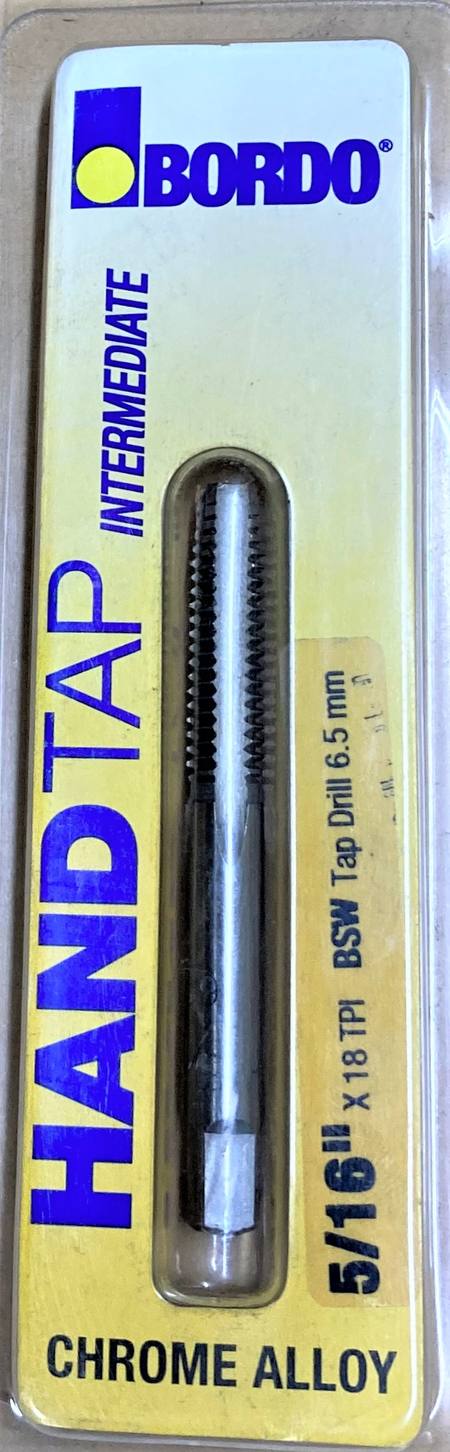 BORDO®
INTERMEDIATE
HAND TAP
5/16" X 18 TPI BSW Tap Drill 6.5 mm
CHROME ALLOY